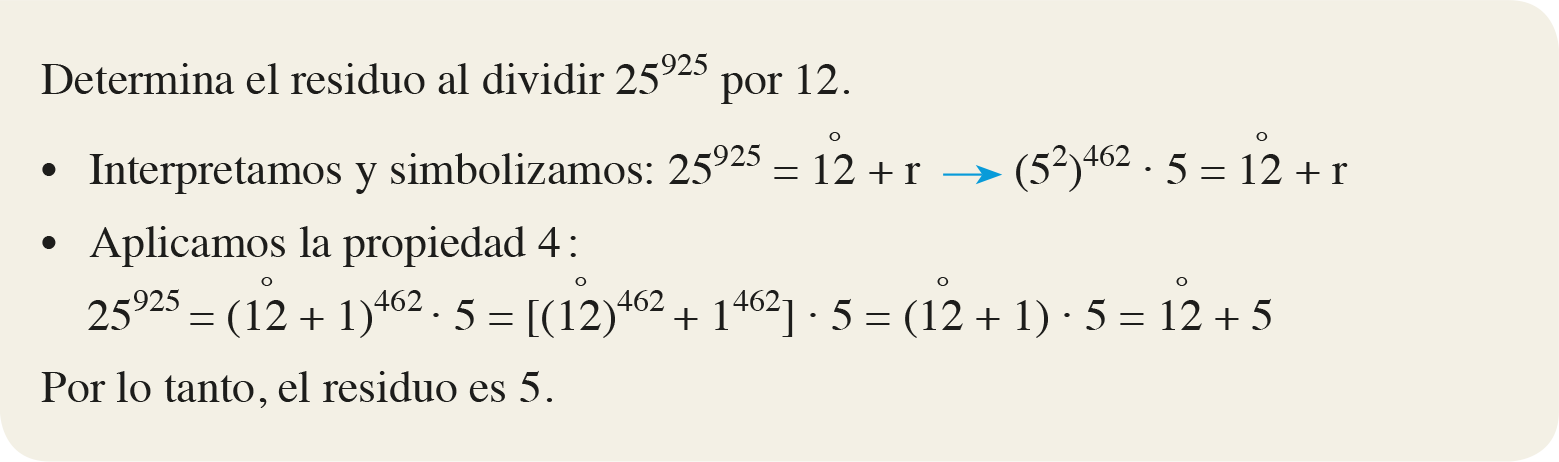 Determina el residuo al dividir 25⁹²⁵ por 12.
• Interpretamos y simbolizamos: 25⁹²⁵ = 12̊ + r → (5²)⁴⁶² · 5 = 12̊ + r
• Aplicamos la propiedad 4:
25⁹²⁵ = (12̊ + 1)⁴⁶² · 5 = [(12̊)⁴⁶² + 1⁴⁶²] · 5 = (12̊ + 1) · 5 = 12̊ + 5
Por lo tanto, el residuo es 5.